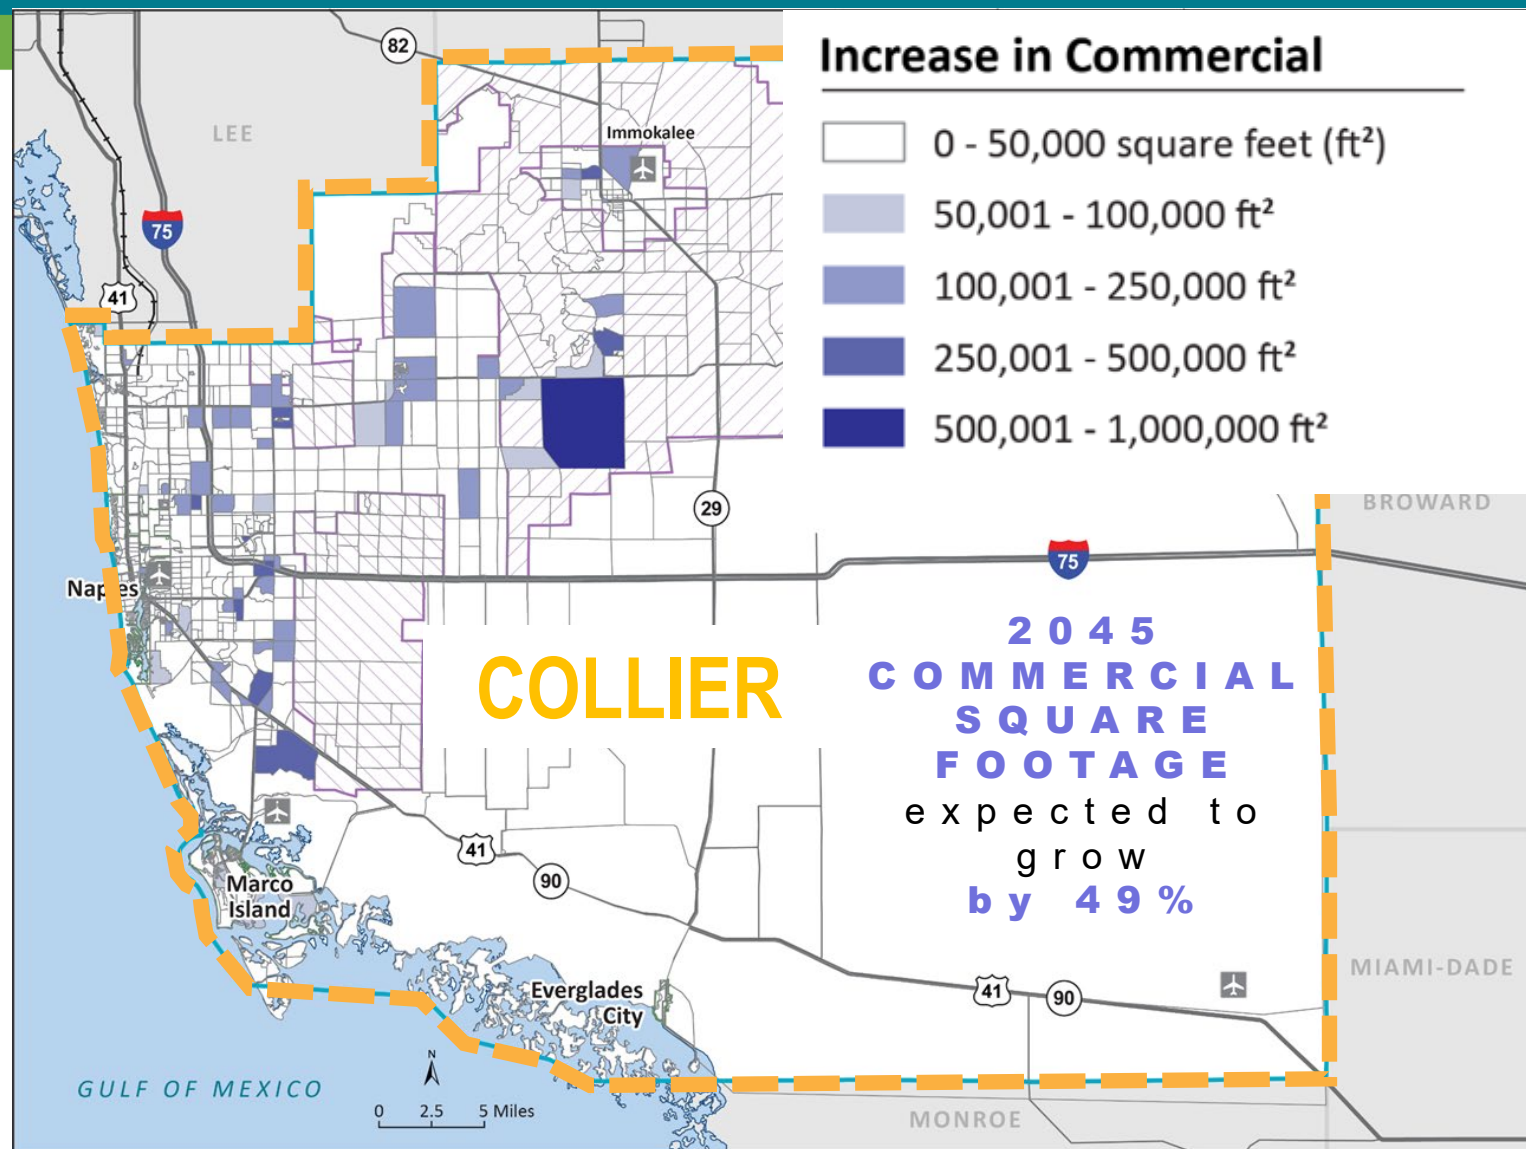 Increase in Commercial
0 - 50,000 square feet (ft²)
50,001 - 100,000 ft²
100,001 - 250,000 ft²
250,001 - 500,000 ft²
500,001 - 1,000,000 ft²
82
LEE
Immokalee
75
41
29
BROWARD
75
Naples
COLLIER
2045
COMMERCIAL
SQUARE
FOOTAGE
expected to
grow
by 49%
41
90
Marco
Island
MIAMI-DADE
Everglades
City
41
90
GULF OF MEXICO
N
0 2.5 5 Miles
MONROE